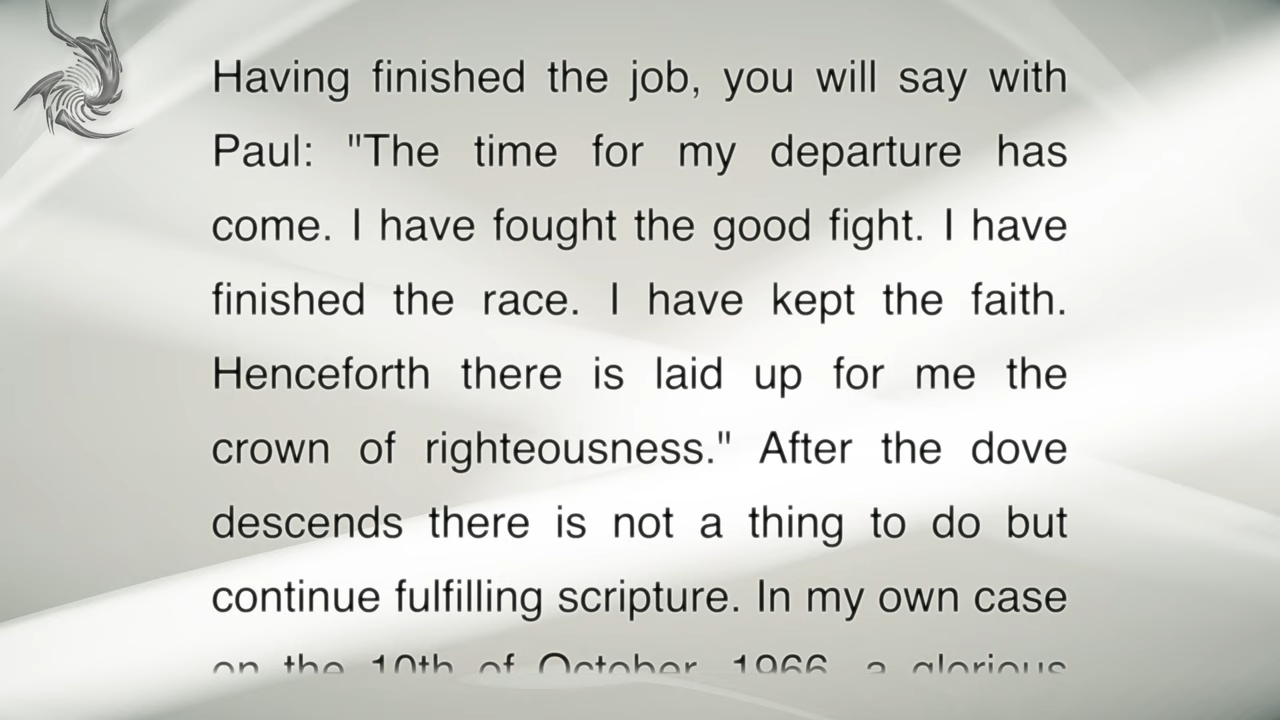 Having finished the job, you will say with
Paul: "The time for my departure has
come. I have fought the good fight. I have
finished the race. I have kept the faith.
Henceforth there is laid up for me the
crown of righteousness." After the dove
descends there is not a thing to do but
continue fulfilling scripture. In my own case
on the 10th of October, 1966, a glorious